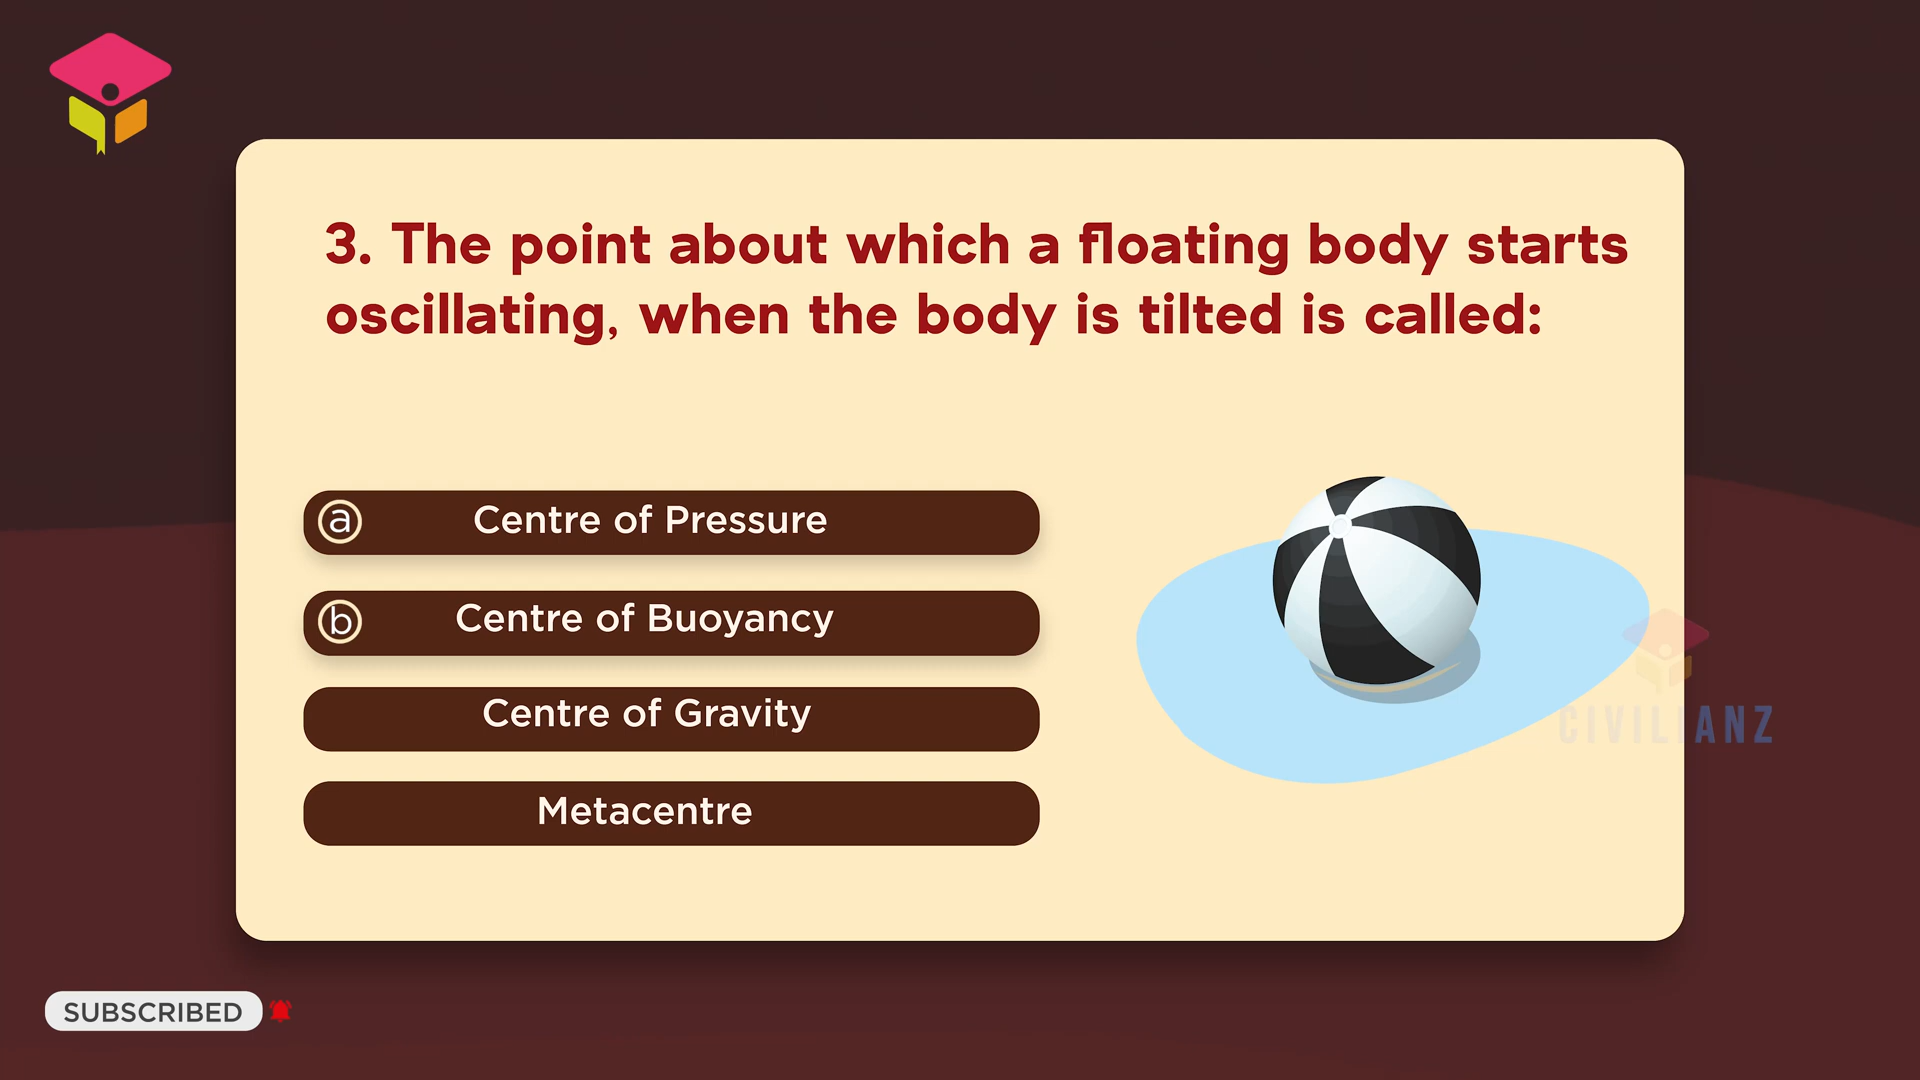 3. The point about which a floating body starts
oscillating, when the body is tilted is called:
a Centre of Pressure
b Centre of Buoyancy
Centre of Gravity
Metacentre
CIVILIANZ
SUBSCRIBED